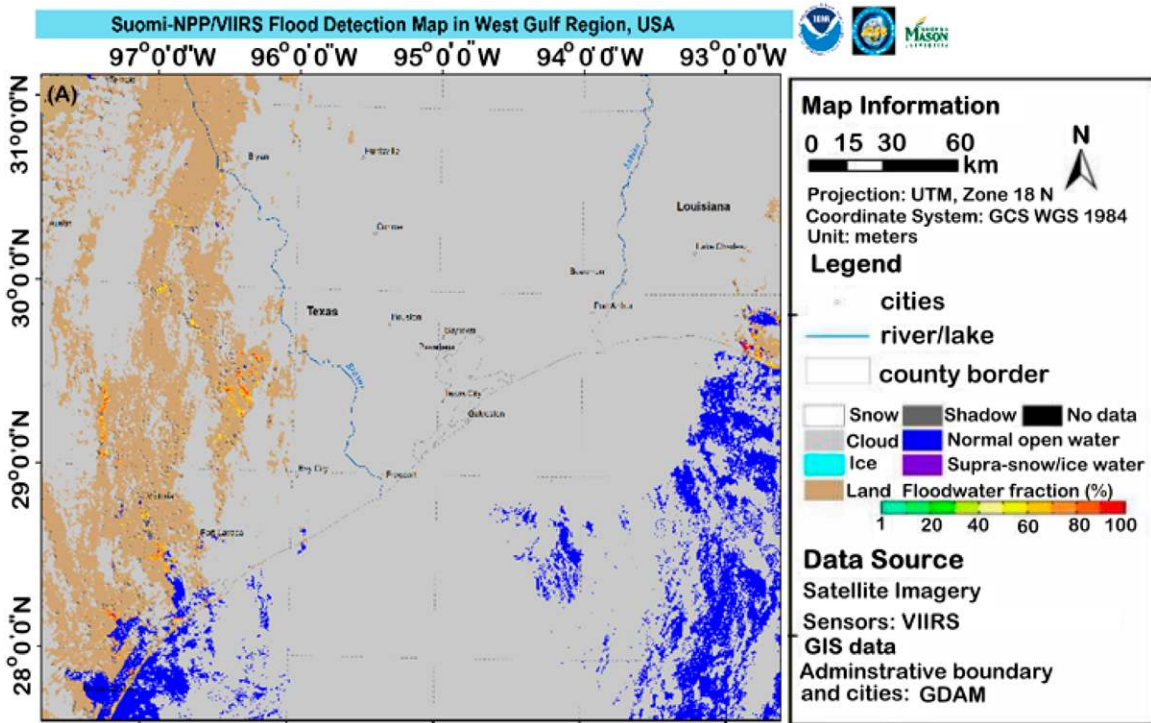 Suomi-NPP/VIIRS Flood Detection Map in West Gulf Region, USA
MASON
97°0'0"W 96°0'0"W 95°0'0"W 94°0'0"W 93°0'0"W
(A)
31°0'0"N
30°0'0"N
29°0'0"N
28°0'0"N
Bryan
Huntsville
Austin
Conroe
Sabine
Louisiana
Lake Charles
Beaumont
Port Arthur
Texas
Houston
Baytown
Pasadena
Brazos
Texas City
Galveston
Bay City
Freeport
Victoria
Port Lavaca
Map Information
0 15 30 60
km
N
Projection: UTM, Zone 18 N
Coordinate System: GCS WGS 1984
Unit: meters
Legend
cities
river/lake
county border
Snow Shadow No data
Cloud Normal open water
Ice Supra-snow/ice water
Land Floodwater fraction (%)
1 20 40 60 80 100
Data Source
Satellite Imagery
Sensors: VIIRS
GIS data
Adminstrative boundary
and cities: GDAM